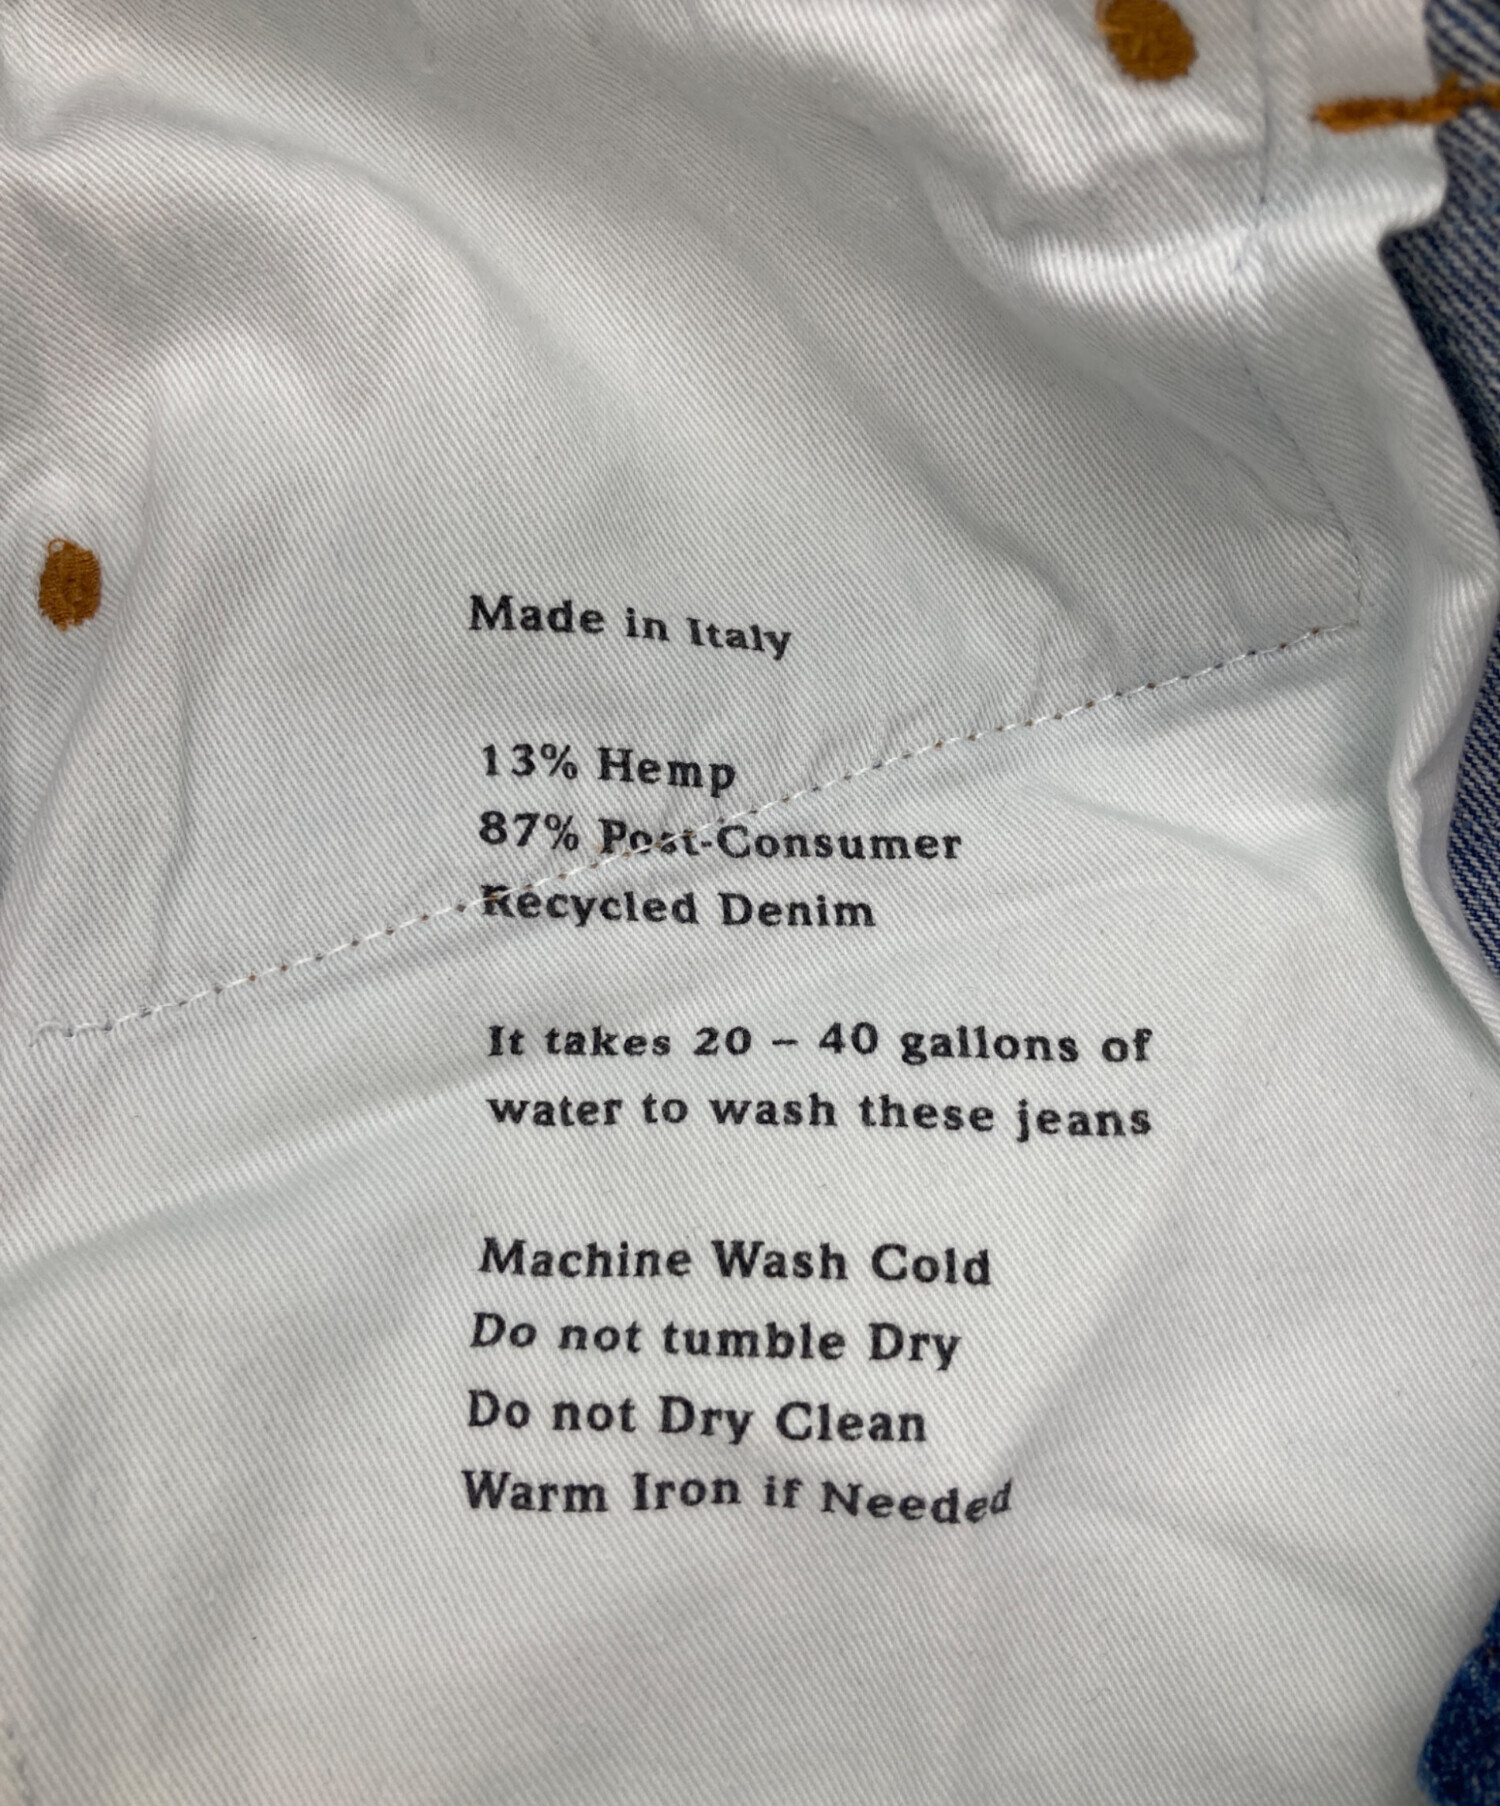 Made in Italy
13% Hemp
87% Post-Consumer
Recycled Denim
It takes 20 – 40 gallons of
water to wash these jeans
Machine Wash Cold
Do not tumble Dry
Do not Dry Clean
Warm Iron if Needed